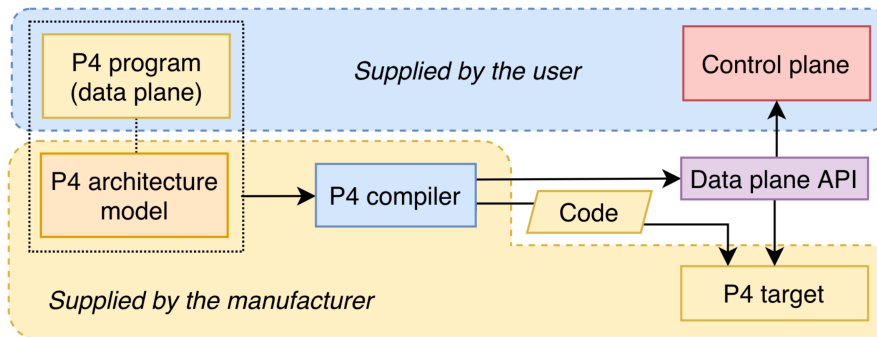 P4 program
(data plane)
Supplied by the user
Control plane
P4 architecture
model
P4 compiler
Data plane API
Code
Supplied by the manufacturer
P4 target